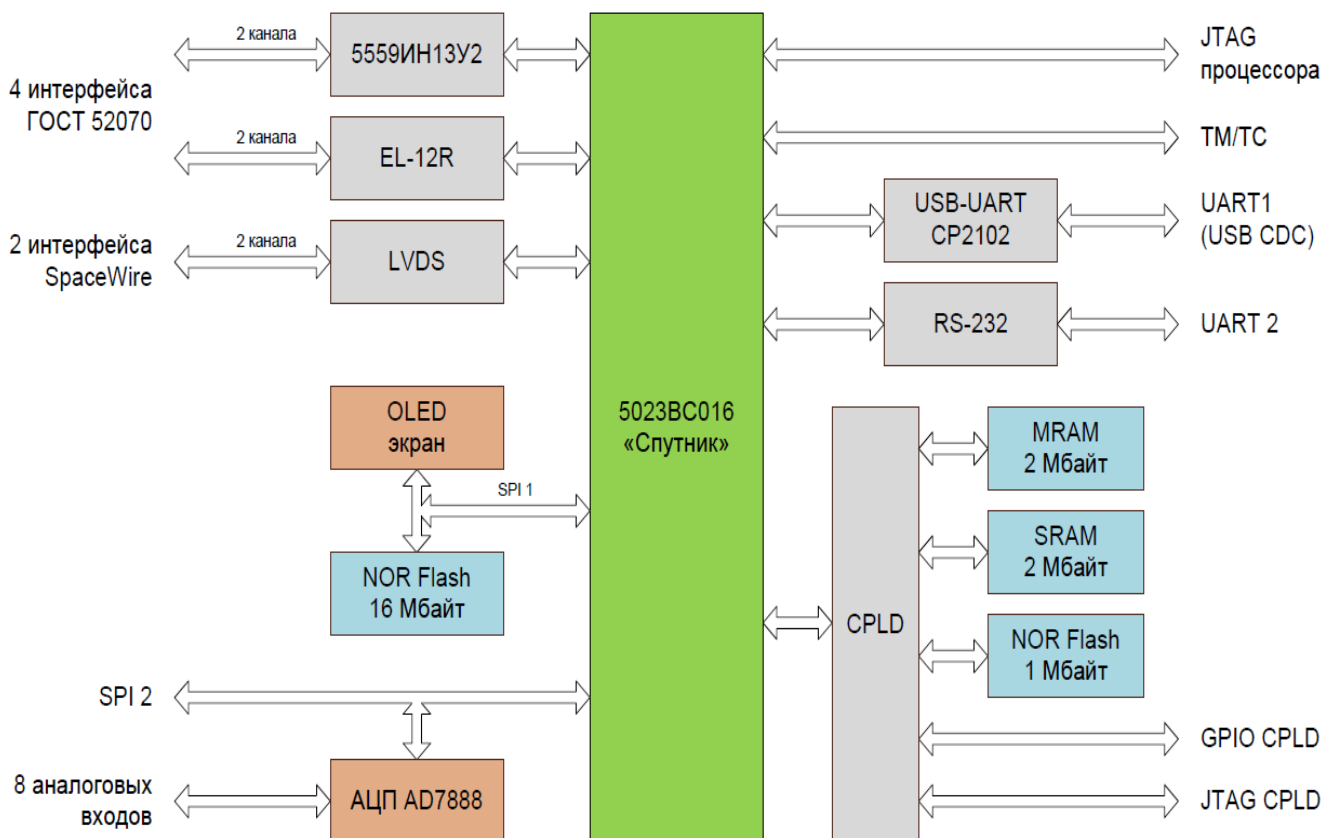 4 интерфейса
ГОСТ 52070
2 канала
5559ИН13У2
2 канала
EL-12R
2 интерфейса
SpaceWire
2 канала
LVDS
OLED
экран
SPI 1
NOR Flash
16 Мбайт
SPI 2
8 аналоговых
входов
АЦП AD7888
5023ВС016
«Спутник»
JTAG
процессора
TM/TC
USB-UART
CP2102
UART1
(USB CDC)
RS-232
UART 2
CPLD
MRAM
2 Мбайт
SRAM
2 Мбайт
NOR Flash
1 Мбайт
GPIO CPLD
JTAG CPLD